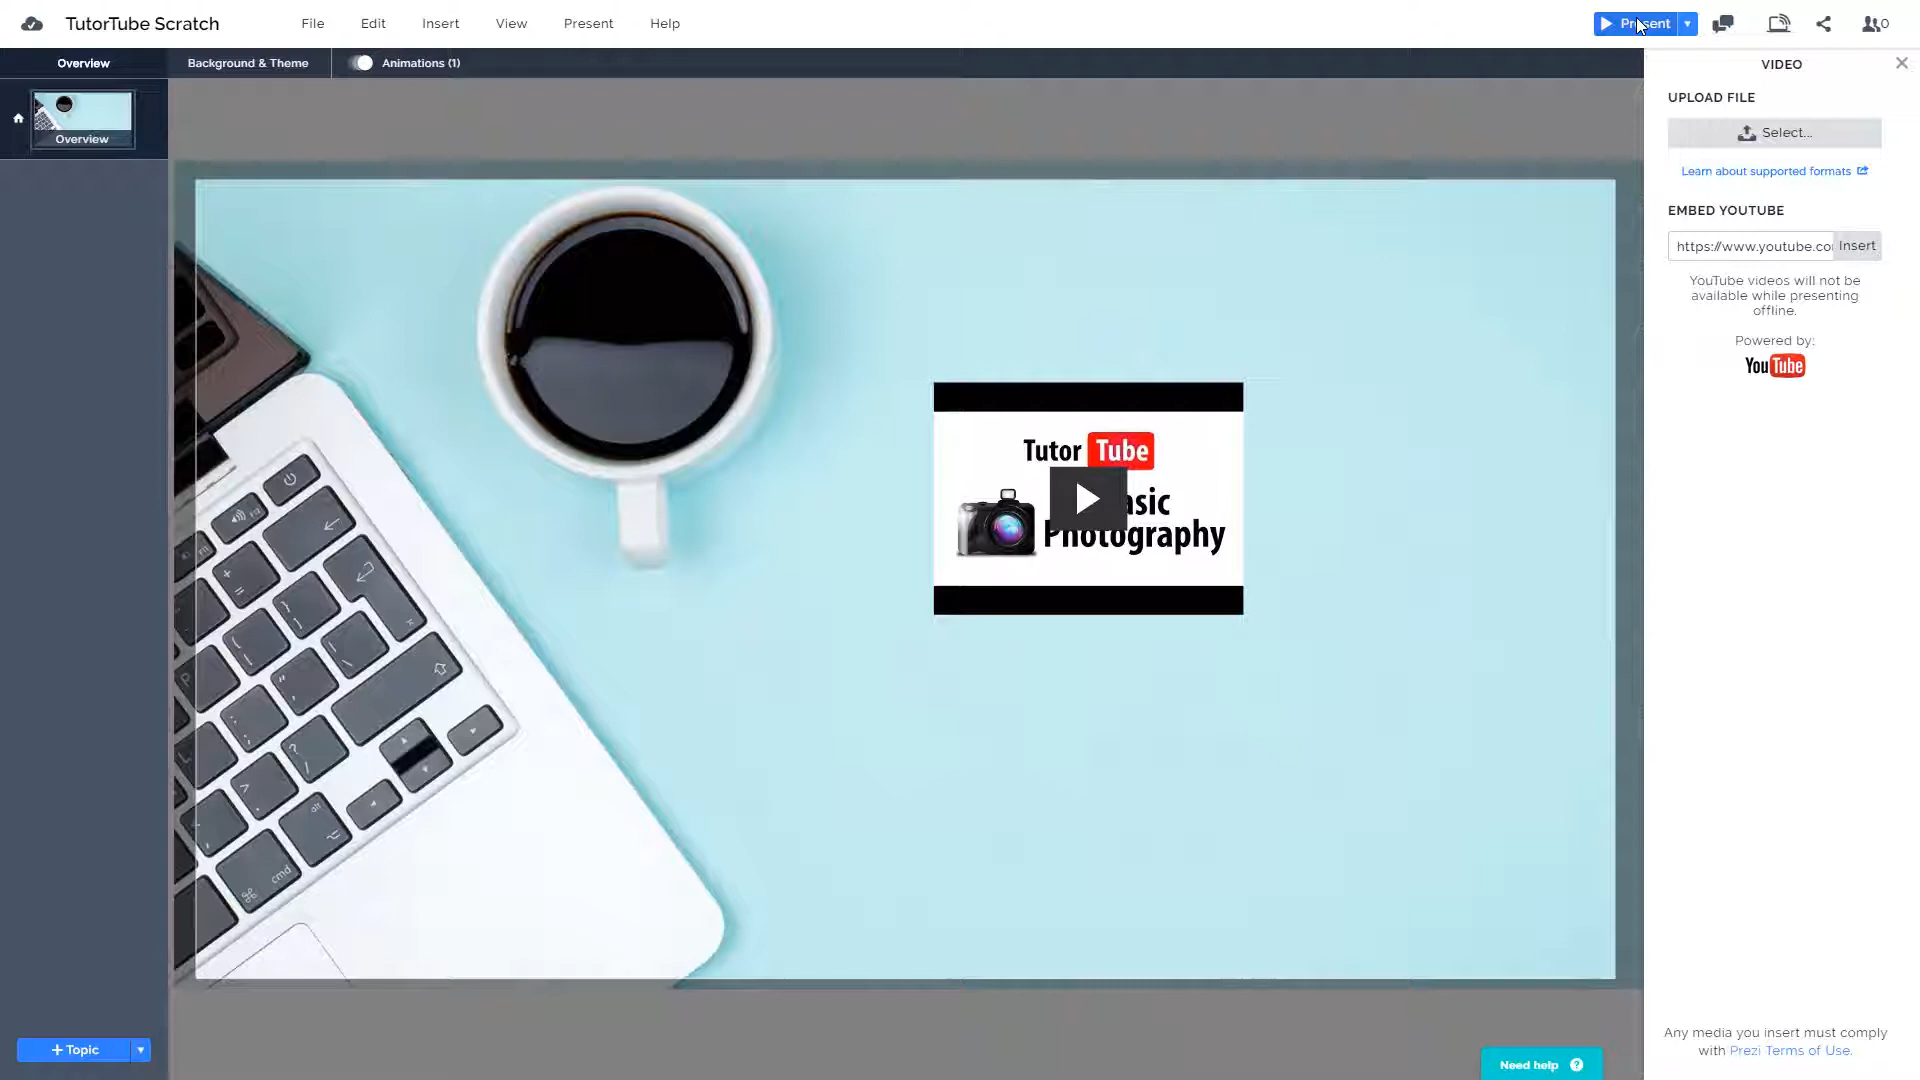 TutorTube Scratch
File Edit Insert View Present Help
Present
0
Overview
Background & Theme
Animations (1)
VIDEO
UPLOAD FILE
Select...
Learn about supported formats
EMBED YOUTUBE
https://www.youtube.co
Insert
YouTube videos will not be
available while presenting
offline.
Powered by:
YouTube
Overview
Tutor Tube
asic
Photography
cmd
alt
+ Topic
Need help ?
Any media you insert must comply
with Prezi Terms of Use.